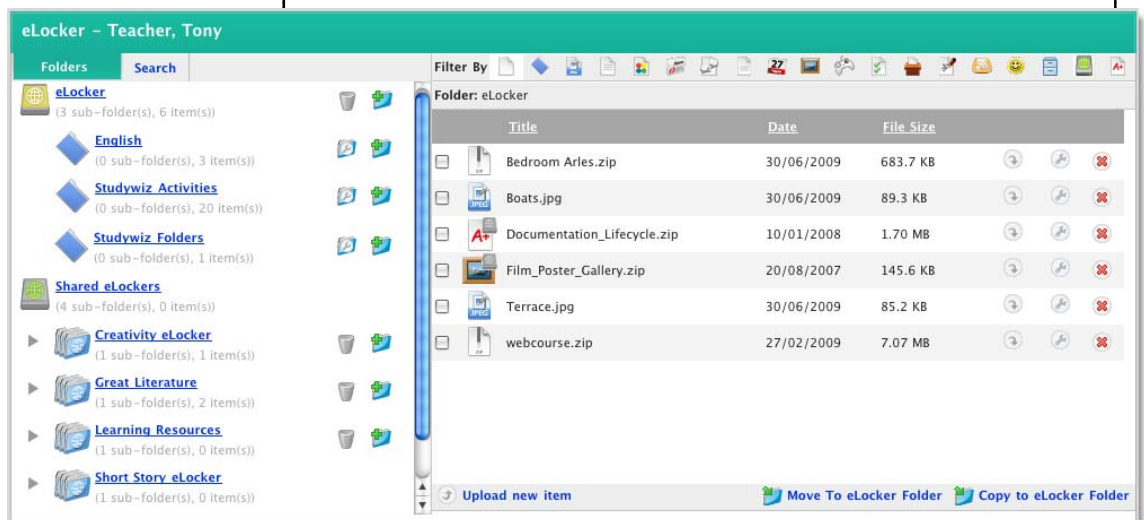 eLocker – Teacher, Tony
Folders Search
eLocker
(3 sub-folder(s), 6 item(s))
English
(0 sub-folder(s), 3 item(s))
Studywiz Activities
(0 sub-folder(s), 20 item(s))
Studywiz Folders
(0 sub-folder(s), 1 item(s))
Shared eLockers
(4 sub-folder(s), 0 item(s))
Creativity eLocker
(1 sub-folder(s), 1 item(s))
Great Literature
(1 sub-folder(s), 2 item(s))
Learning Resources
(1 sub-folder(s), 0 item(s))
Short Story eLocker
(1 sub-folder(s), 0 item(s))
Filter By 27 A+
Folder: eLocker
Title Date File Size
Bedroom Arles.zip 30/06/2009 683.7 KB
JPEG Boats.jpg 30/06/2009 89.3 KB
A+ Documentation_Lifecycle.zip 10/01/2008 1.70 MB
Film_Poster_Gallery.zip 20/08/2007 145.6 KB
JPEG Terrace.jpg 30/06/2009 85.2 KB
webcourse.zip 27/02/2009 7.07 MB
Upload new item Move To eLocker Folder Copy to eLocker Folder